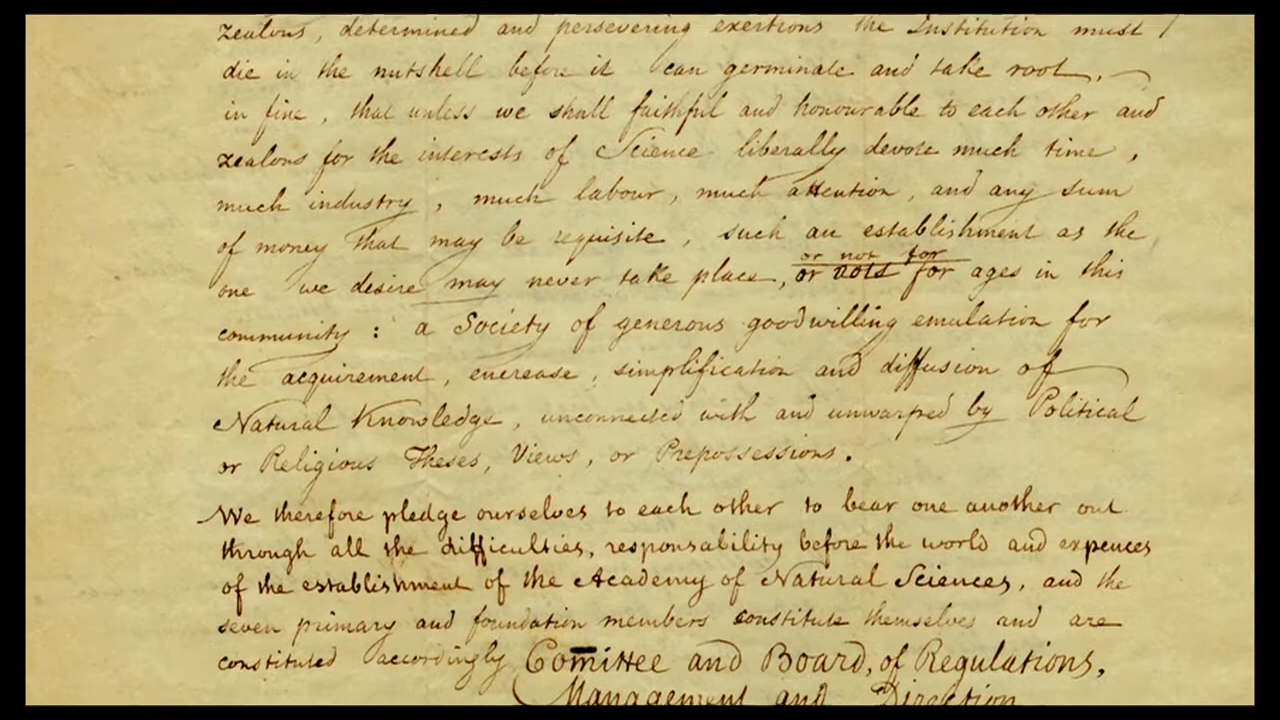 zealous, determined and persevering exertions the Institution must
die in the nutshell before it can germinate and take root,
in fine, that unless we shall faithful and honourable to each other and
zealous for the interests of Science liberally devote much time,
much industry, much labour, much attention, and any sum
of money that may be requisite, such an establishment as the
or not for
one we desire may never take place, or not for ages in this
community: a Society of generous goodwilling emulation for
the acquirement, encrease, simplification and diffusion of
Natural Knowledge, unconnected with and unwarped by Political
or Religious Theses, Views, or Prepossessions.
We therefore pledge ourselves to each other to bear one another out
through all the difficulties, responsability before the world and expences
of the establishment of the Academy of Natural Sciences, and the
seven primary and foundation members constitute themselves and are
constituted accordingly Comittee and Board, of Regulations,
Management and Direction